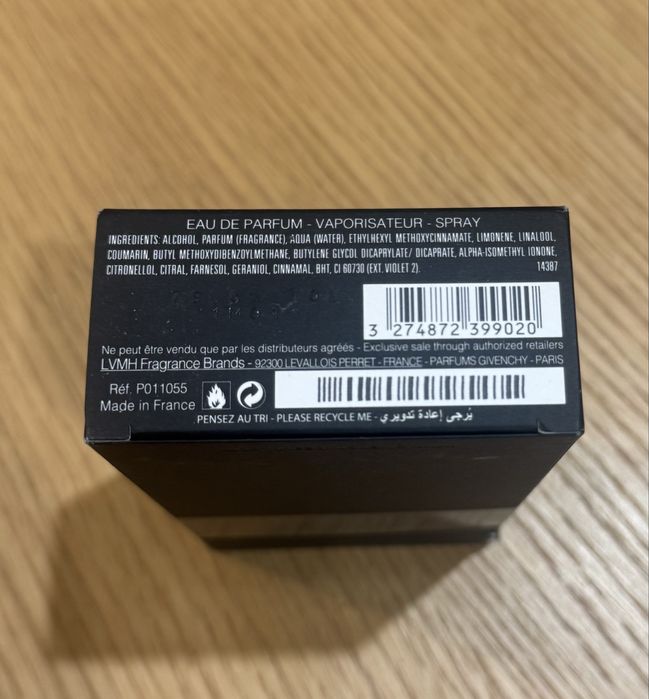 EAU DE PARFUM - VAPORISATEUR - SPRAY
INGREDIENTS: ALCOHOL, PARFUM (FRAGRANCE), AQUA (WATER), ETHYLHEXYL METHOXYCINNAMATE, LIMONENE, LINALOOL,
COUMARIN, BUTYL METHOXYDIBENZOYLMETHANE, BUTYLENE GLYCOL DICAPRYLATE/ DICAPRATE, ALPHA-ISOMETHYL IONONE,
CITRONELLOL, CITRAL, FARNESOL, GERANIOL, CINNAMAL, BHT, CI 60730 (EXT. VIOLET 2). 14387
3 274872 399020
Ne peut être vendu que par les distributeurs agréés - Exclusive sale through authorized retailers
LVMH Fragrance Brands - 92300 LEVALLOIS PERRET - FRANCE - PARFUMS GIVENCHY - PARIS
Réf. P011055
Made in France
PENSEZ AU TRI - PLEASE RECYCLE ME - يُرجى إعادة تدويري